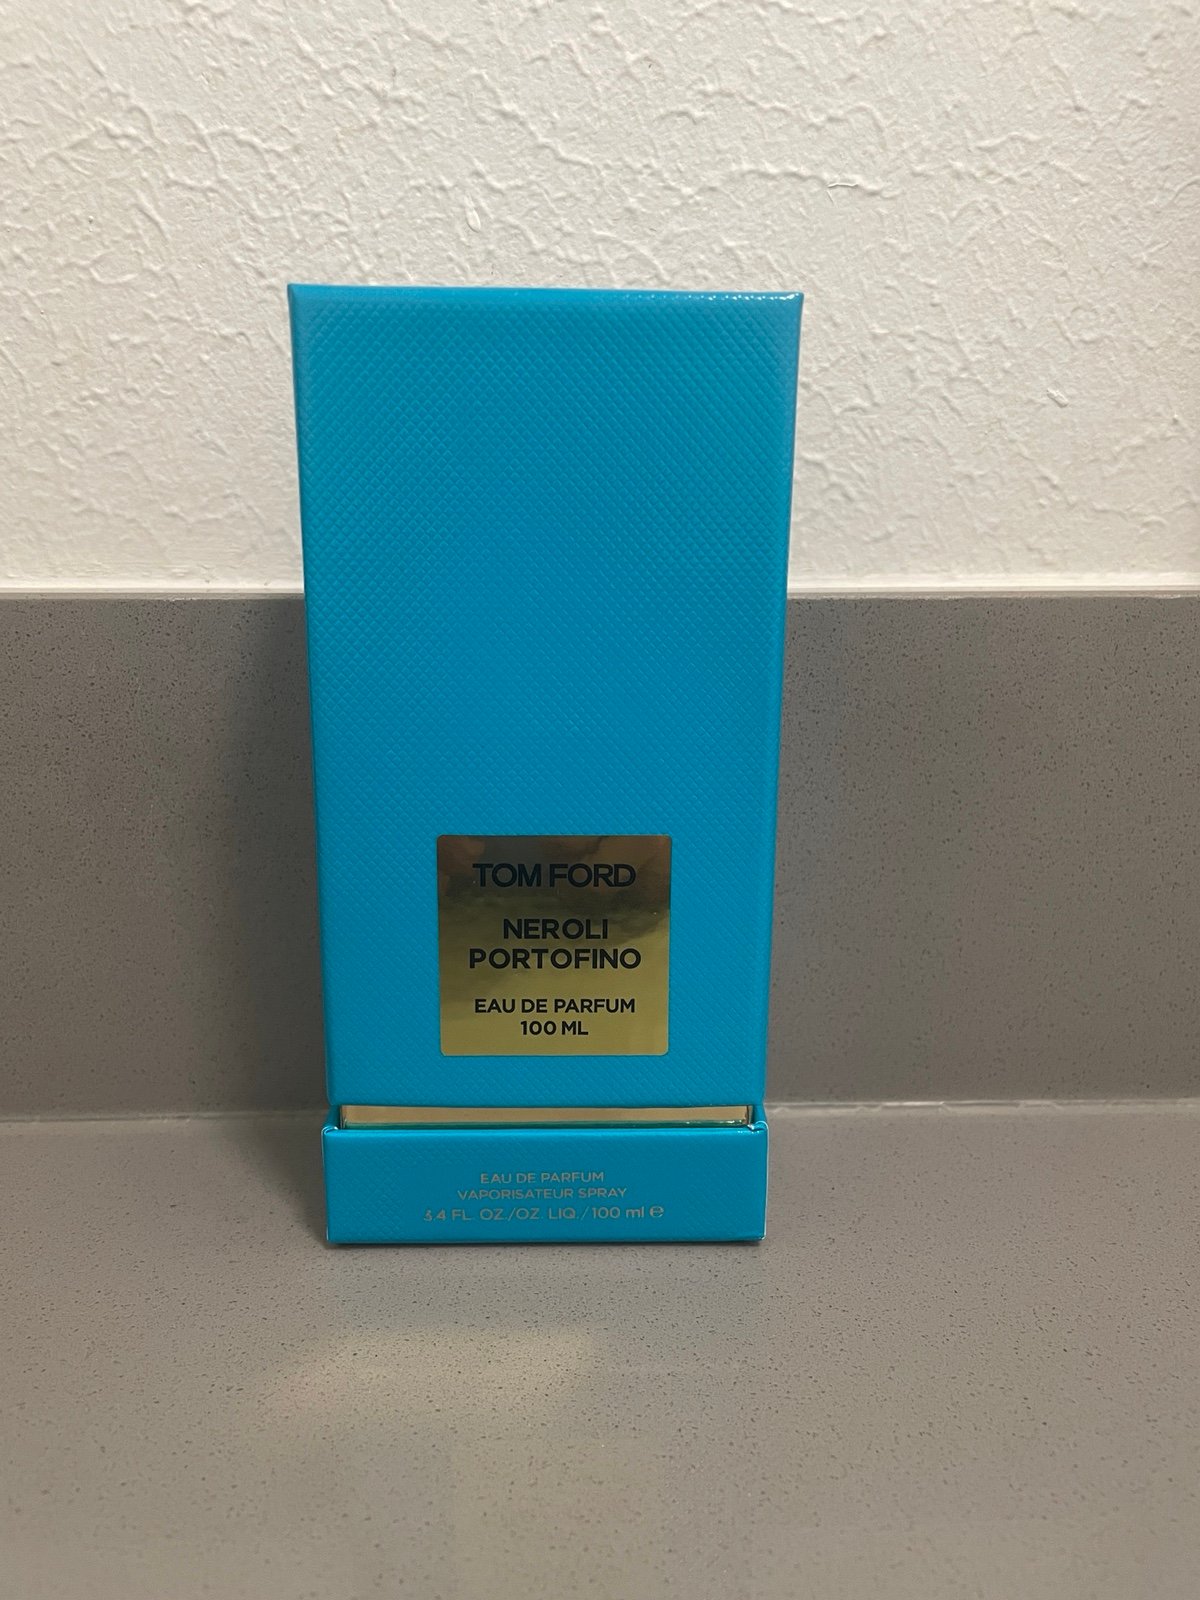 TOM FORD
NEROLI
PORTOFINO
EAU DE PARFUM
100 ML
EAU DE PARFUM
VAPORISATEUR SPRAY
3.4 FL. OZ./OZ. LIQ./100 ml ℮